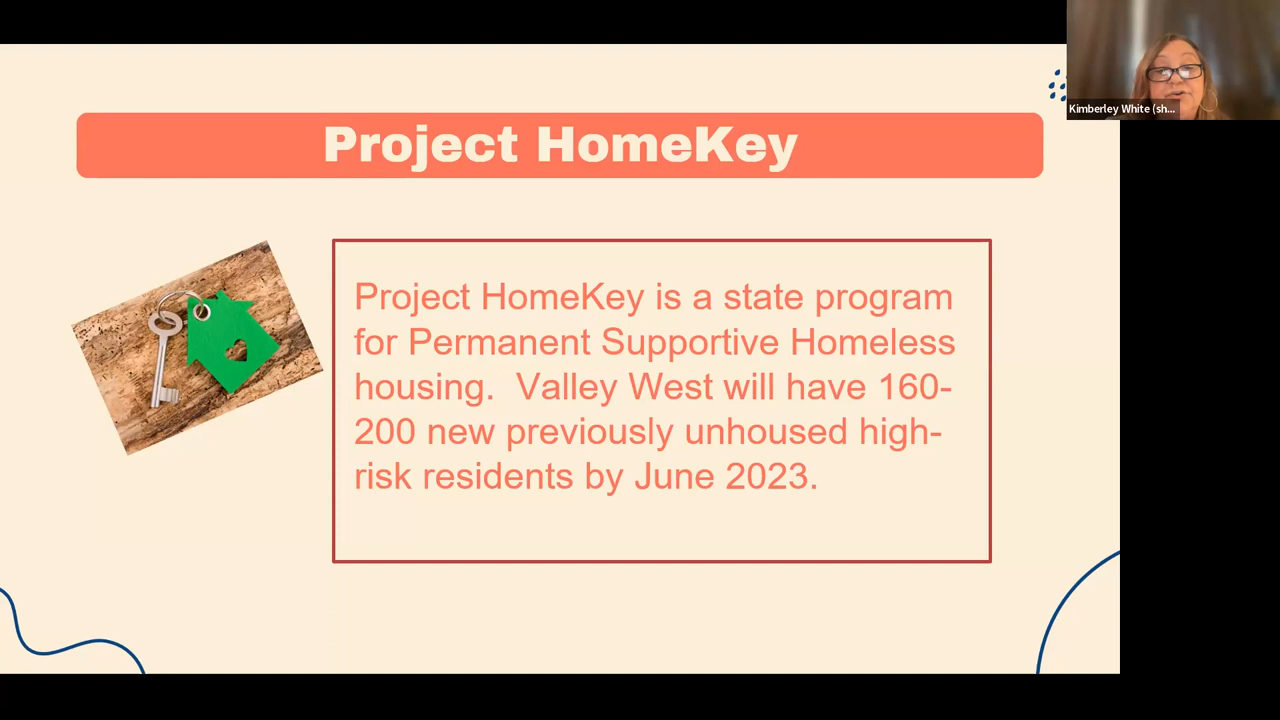 Project HomeKey
Project HomeKey is a state program
for Permanent Supportive Homeless
housing.  Valley West will have 160-
200 new previously unhoused high-
risk residents by June 2023.
Kimberley White (sh...